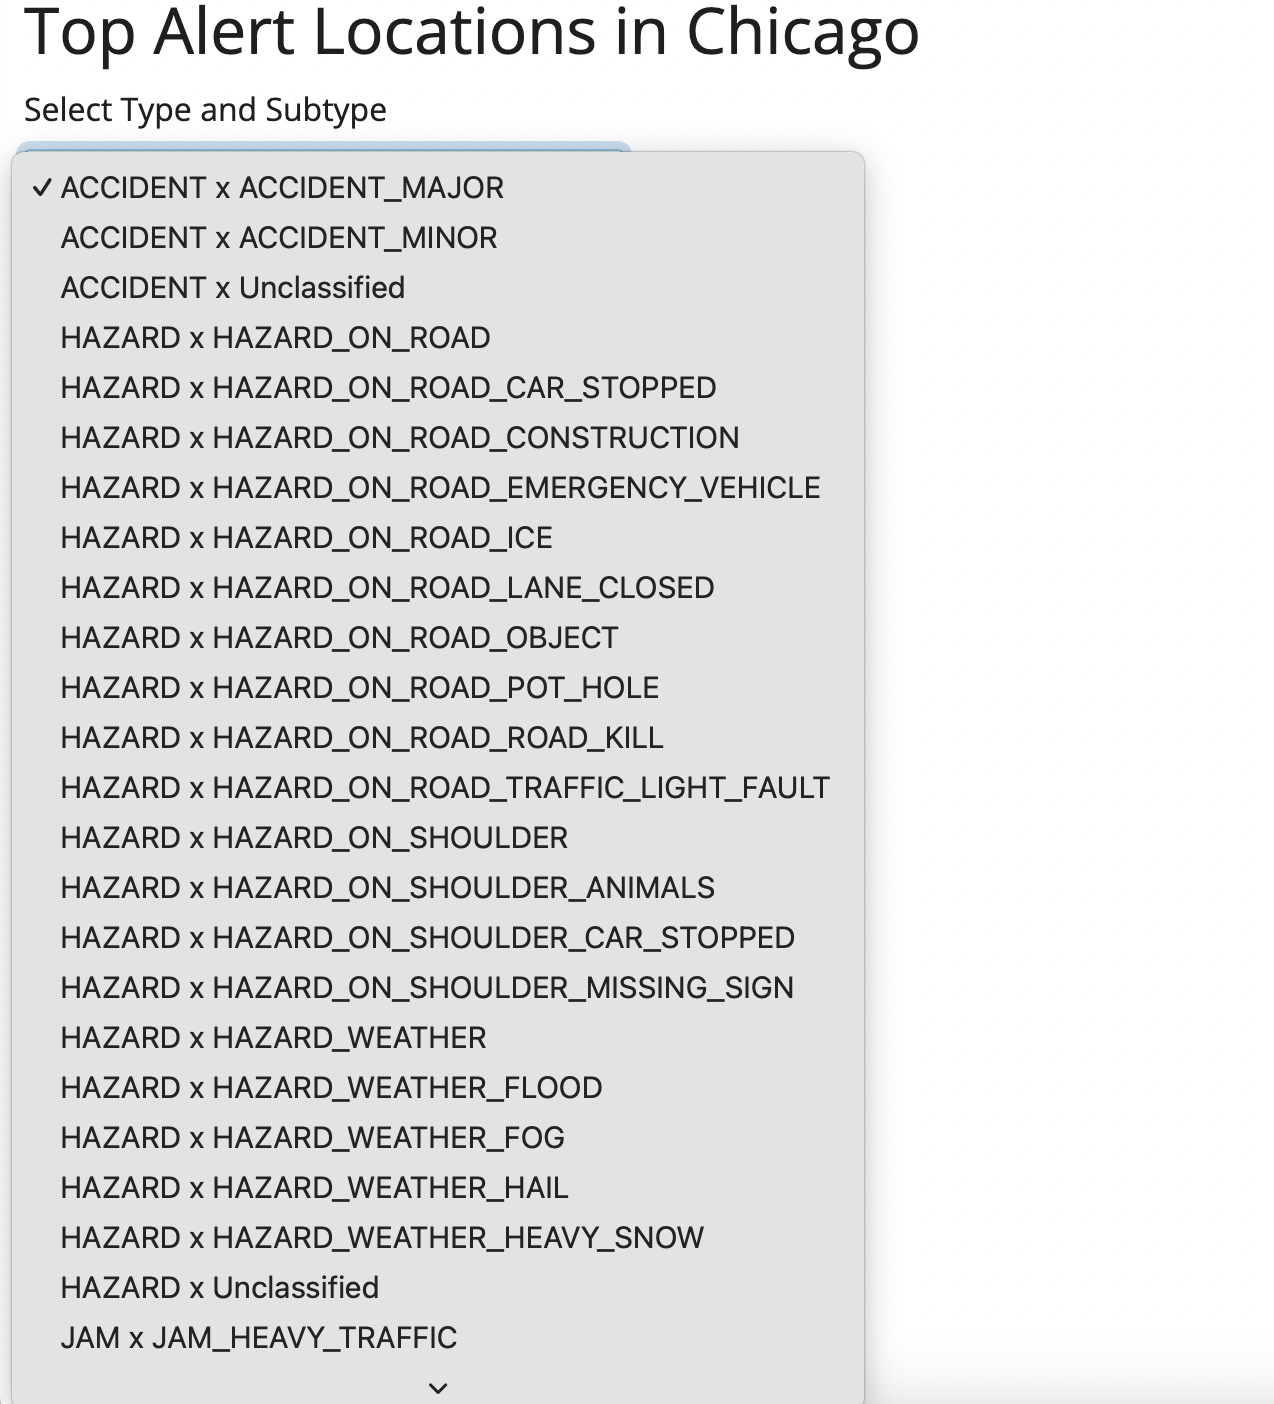 Top Alert Locations in Chicago
Select Type and Subtype
✓ ACCIDENT x ACCIDENT_MAJOR
ACCIDENT x ACCIDENT_MINOR
ACCIDENT x Unclassified
HAZARD x HAZARD_ON_ROAD
HAZARD x HAZARD_ON_ROAD_CAR_STOPPED
HAZARD x HAZARD_ON_ROAD_CONSTRUCTION
HAZARD x HAZARD_ON_ROAD_EMERGENCY_VEHICLE
HAZARD x HAZARD_ON_ROAD_ICE
HAZARD x HAZARD_ON_ROAD_LANE_CLOSED
HAZARD x HAZARD_ON_ROAD_OBJECT
HAZARD x HAZARD_ON_ROAD_POT_HOLE
HAZARD x HAZARD_ON_ROAD_ROAD_KILL
HAZARD x HAZARD_ON_ROAD_TRAFFIC_LIGHT_FAULT
HAZARD x HAZARD_ON_SHOULDER
HAZARD x HAZARD_ON_SHOULDER_ANIMALS
HAZARD x HAZARD_ON_SHOULDER_CAR_STOPPED
HAZARD x HAZARD_ON_SHOULDER_MISSING_SIGN
HAZARD x HAZARD_WEATHER
HAZARD x HAZARD_WEATHER_FLOOD
HAZARD x HAZARD_WEATHER_FOG
HAZARD x HAZARD_WEATHER_HAIL
HAZARD x HAZARD_WEATHER_HEAVY_SNOW
HAZARD x Unclassified
JAM x JAM_HEAVY_TRAFFIC